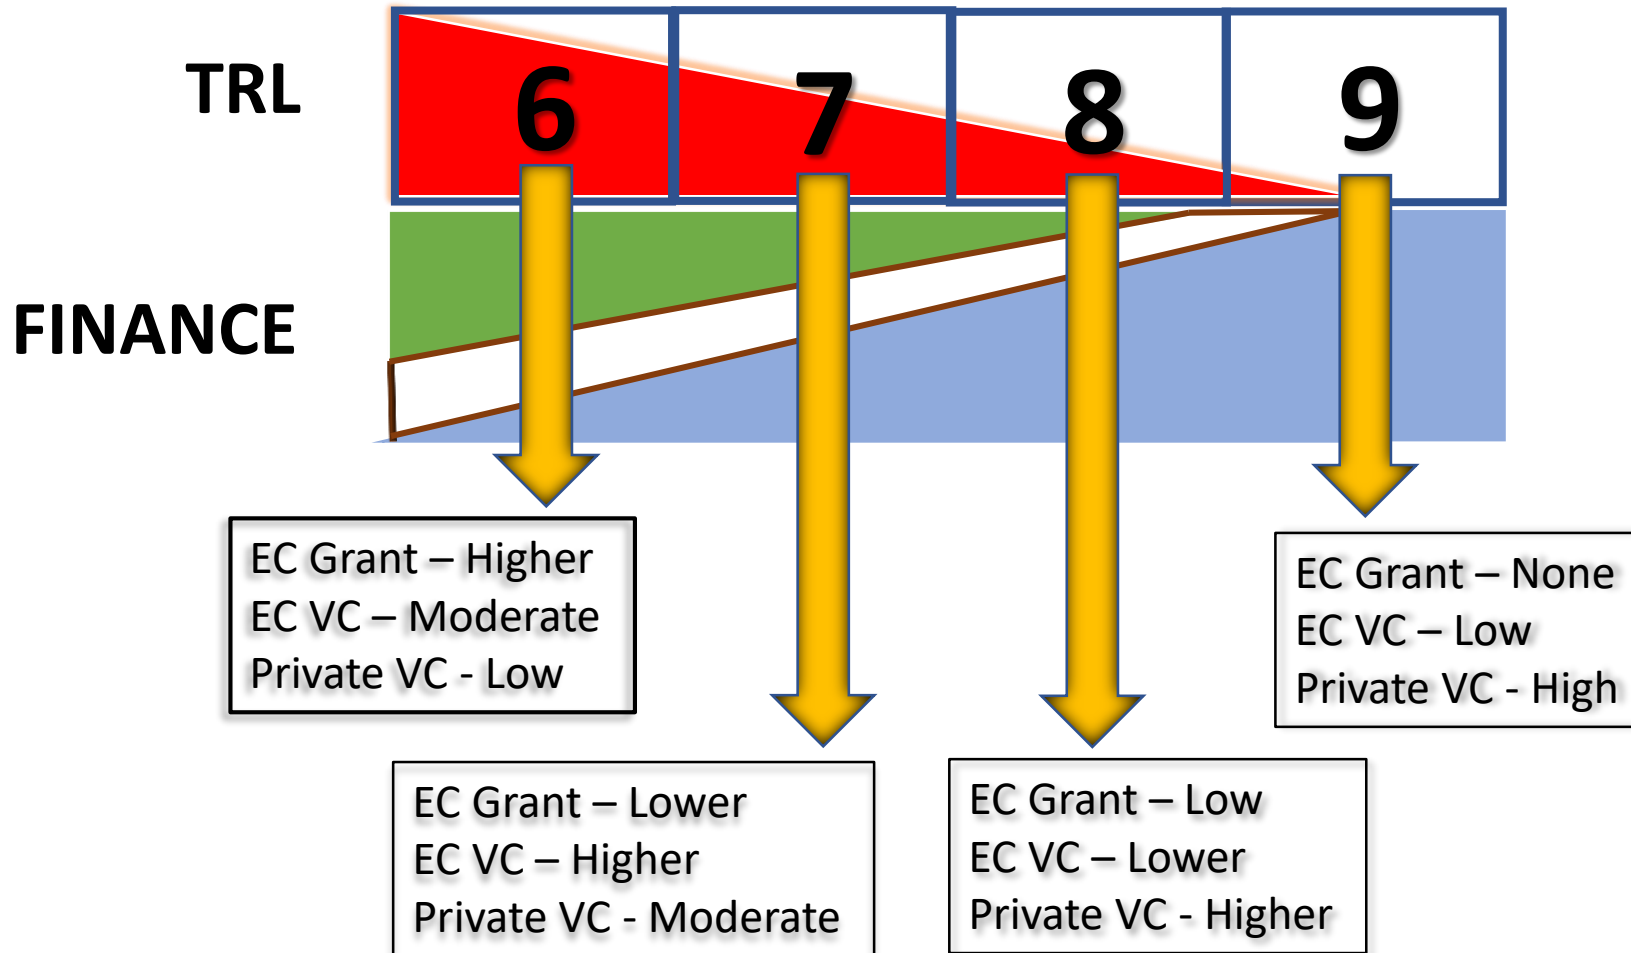 TRL
6
7
8
9
FINANCE
EC Grant – Higher
EC VC – Moderate
Private VC - Low
EC Grant – Lower
EC VC – Higher
Private VC - Moderate
EC Grant – Low
EC VC – Lower
Private VC - Higher
EC Grant – None
EC VC – Low
Private VC - High